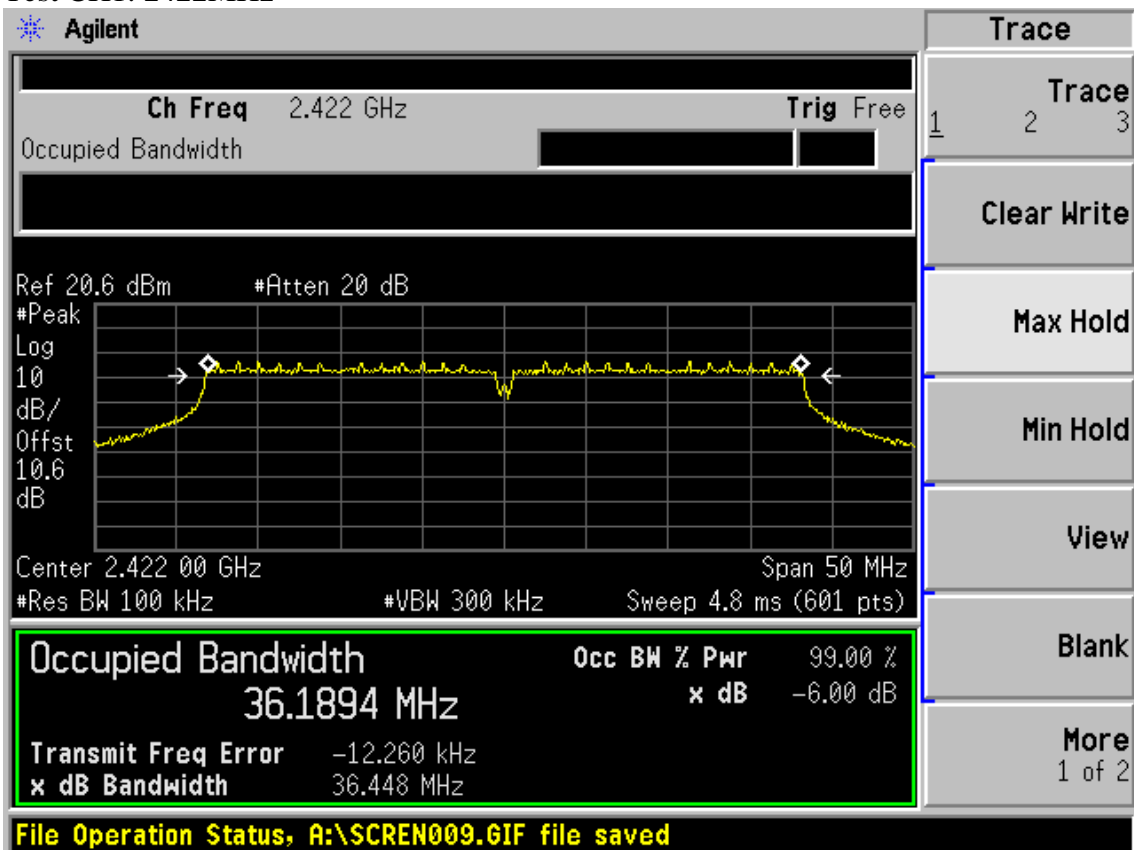 Agilent
Trace
Ch Freq 2.422 GHz Trig Free
Occupied Bandwidth
Trace
1 2 3
Clear Write
Max Hold
Min Hold
View
Blank
More
1 of 2
Ref 20.6 dBm #Atten 20 dB
#Peak
Log
10
dB/
Offst
10.6
dB
Center 2.422 00 GHz Span 50 MHz
#Res BW 100 kHz #VBW 300 kHz Sweep 4.8 ms (601 pts)
Occupied Bandwidth Occ BW % Pwr 99.00 %
36.1894 MHz x dB -6.00 dB
Transmit Freq Error -12.260 kHz
x dB Bandwidth 36.448 MHz
File Operation Status, A:\SCREN009.GIF file saved